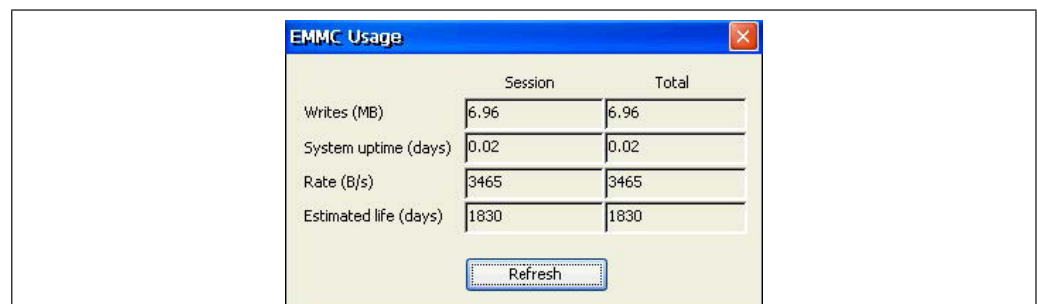 EMMC Usage
Session Total
Writes (MB) 6.96 6.96
System uptime (days) 0.02 0.02
Rate (B/s) 3465 3465
Estimated life (days) 1830 1830
Refresh